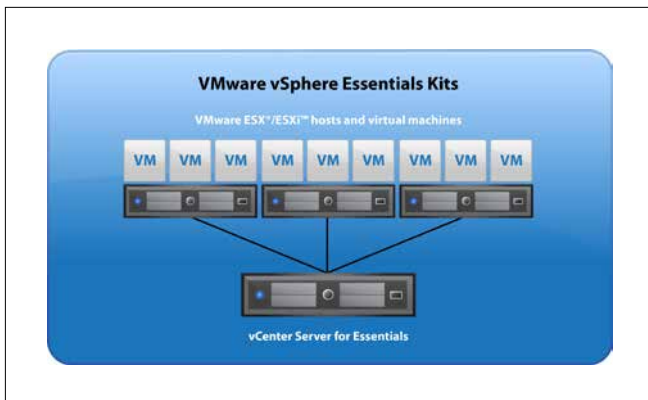 VMware vSphere Essentials Kits
VMware ESX®/ESXi™ hosts and virtual machines
VM VM VM VM VM VM VM VM VM
vCenter Server for Essentials